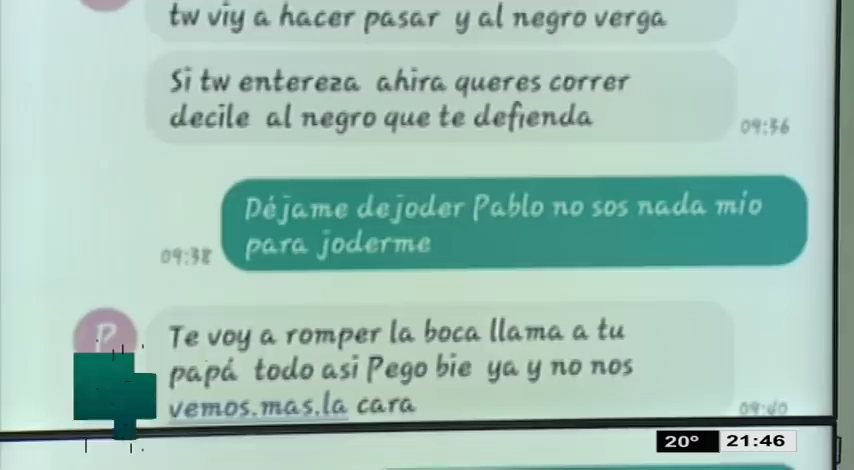 tw viy a hacer pasar y al negro verga
Si tw entereza ahira queres correr
decile al negro que te defienda
09:36
Déjame dejoder Pablo no sos nada mío
para joderme
09:38
P
Te voy a romper la boca llama a tu
papá todo asi Pego bie ya y no nos
vemos.mas.la cara
09:40
20° 21:46